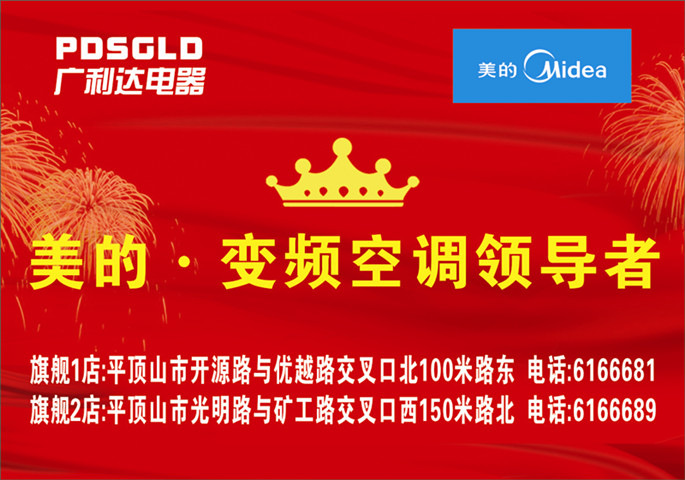 PDSGLD
广利达电器
美的 Midea
美的·变频空调领导者
旗舰1店:平顶山市开源路与优越路交叉口北100米路东 电话:6166681
旗舰2店:平顶山市光明路与矿工路交叉口西150米路北 电话:6166689